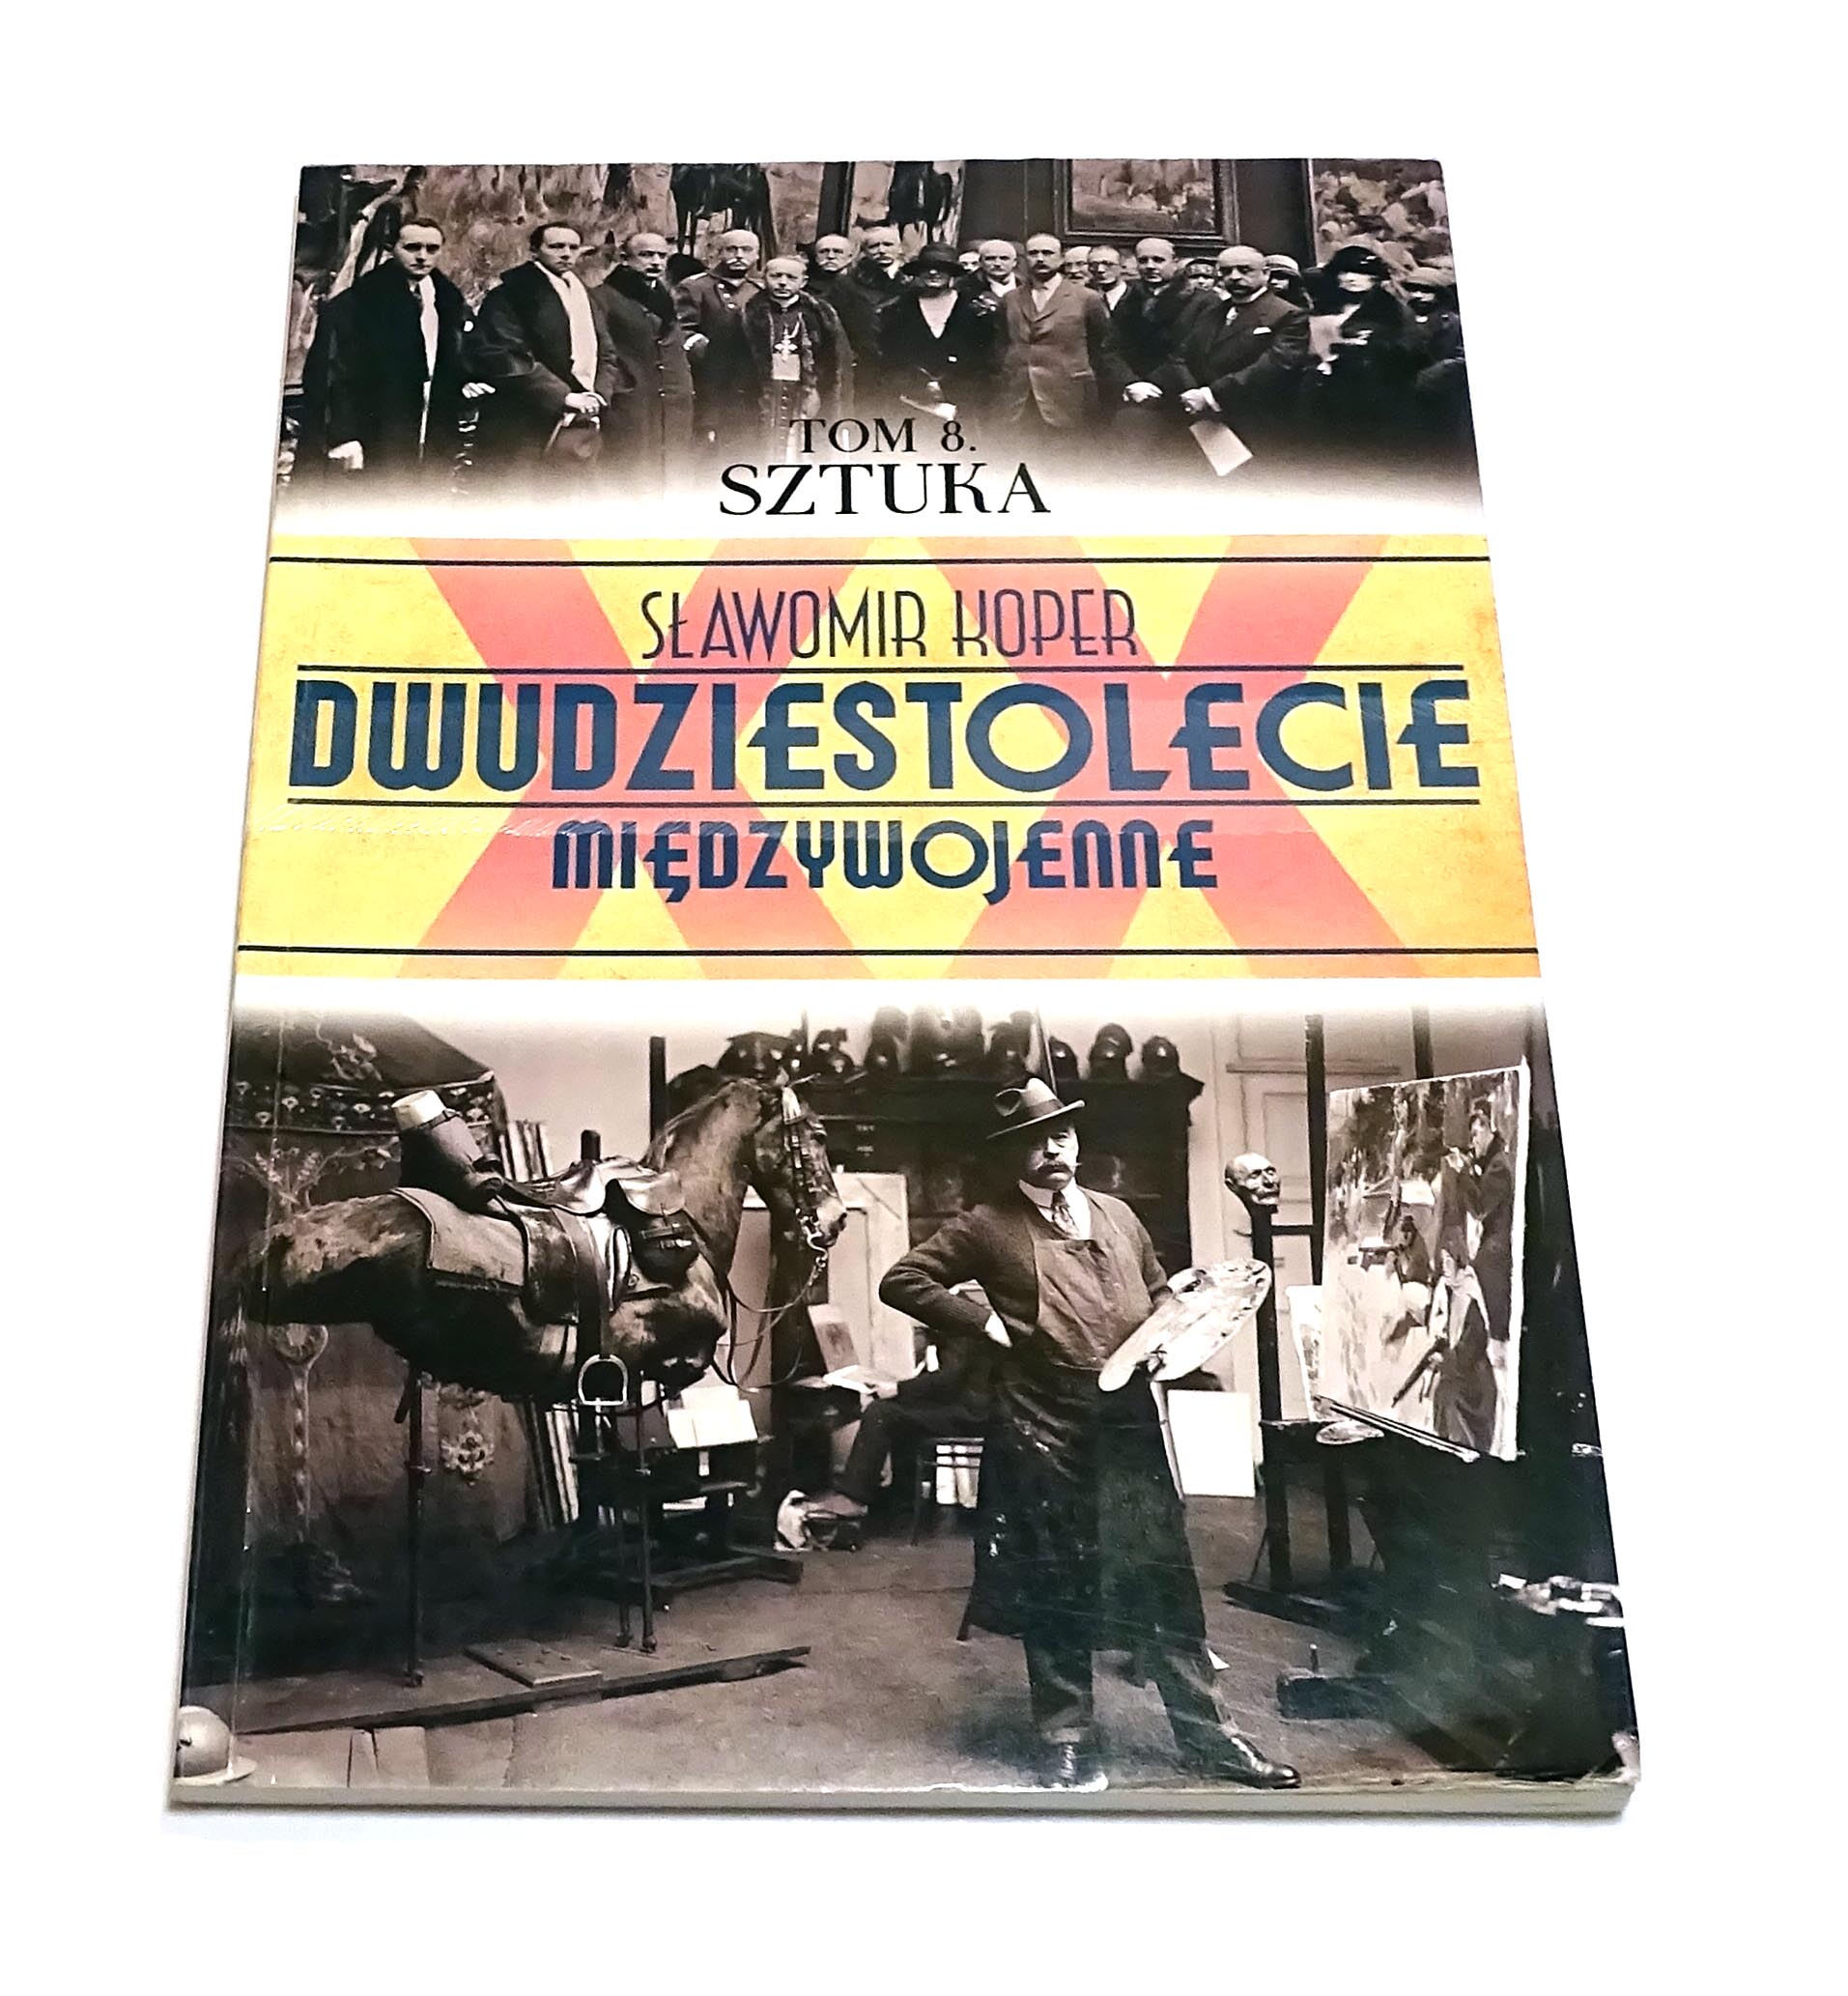 TOM 8.
SZTUKA
SŁAWOMIR KOPER
DWUDZIESTOLECIE
MIĘDZYWOJENNE